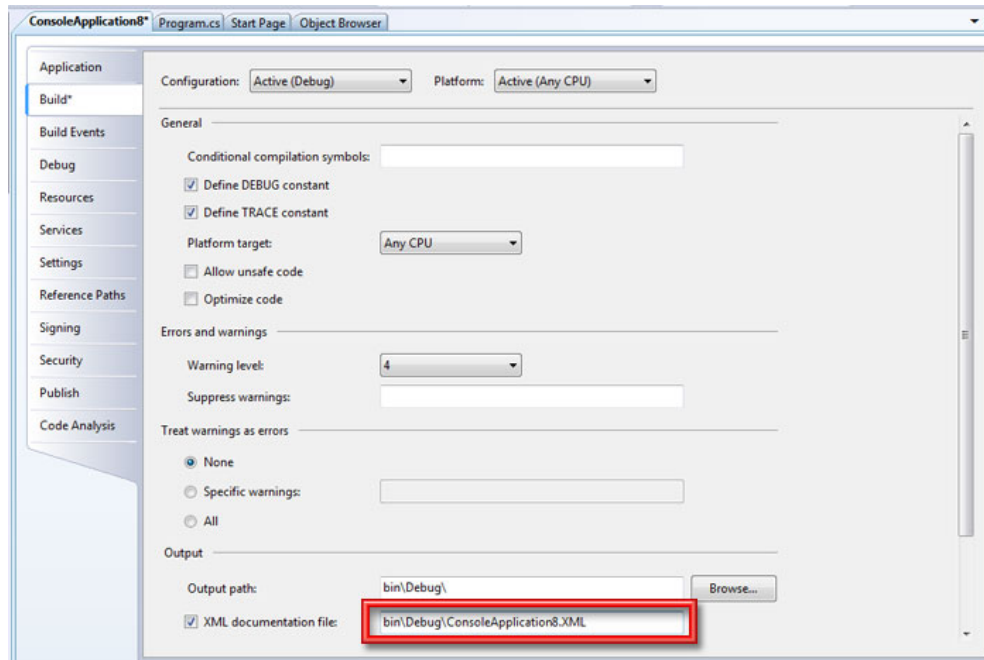 ConsoleApplication8* Program.cs Start Page Object Browser
Application
Build*
Build Events
Debug
Resources
Services
Settings
Reference Paths
Signing
Security
Publish
Code Analysis
Configuration: Active (Debug) Platform: Active (Any CPU)
General
Conditional compilation symbols:
Define DEBUG constant
Define TRACE constant
Platform target: Any CPU
Allow unsafe code
Optimize code
Errors and warnings
Warning level: 4
Suppress warnings:
Treat warnings as errors
None
Specific warnings:
All
Output
Output path: bin\Debug\ Browse...
XML documentation file: bin\Debug\ConsoleApplication8.XML